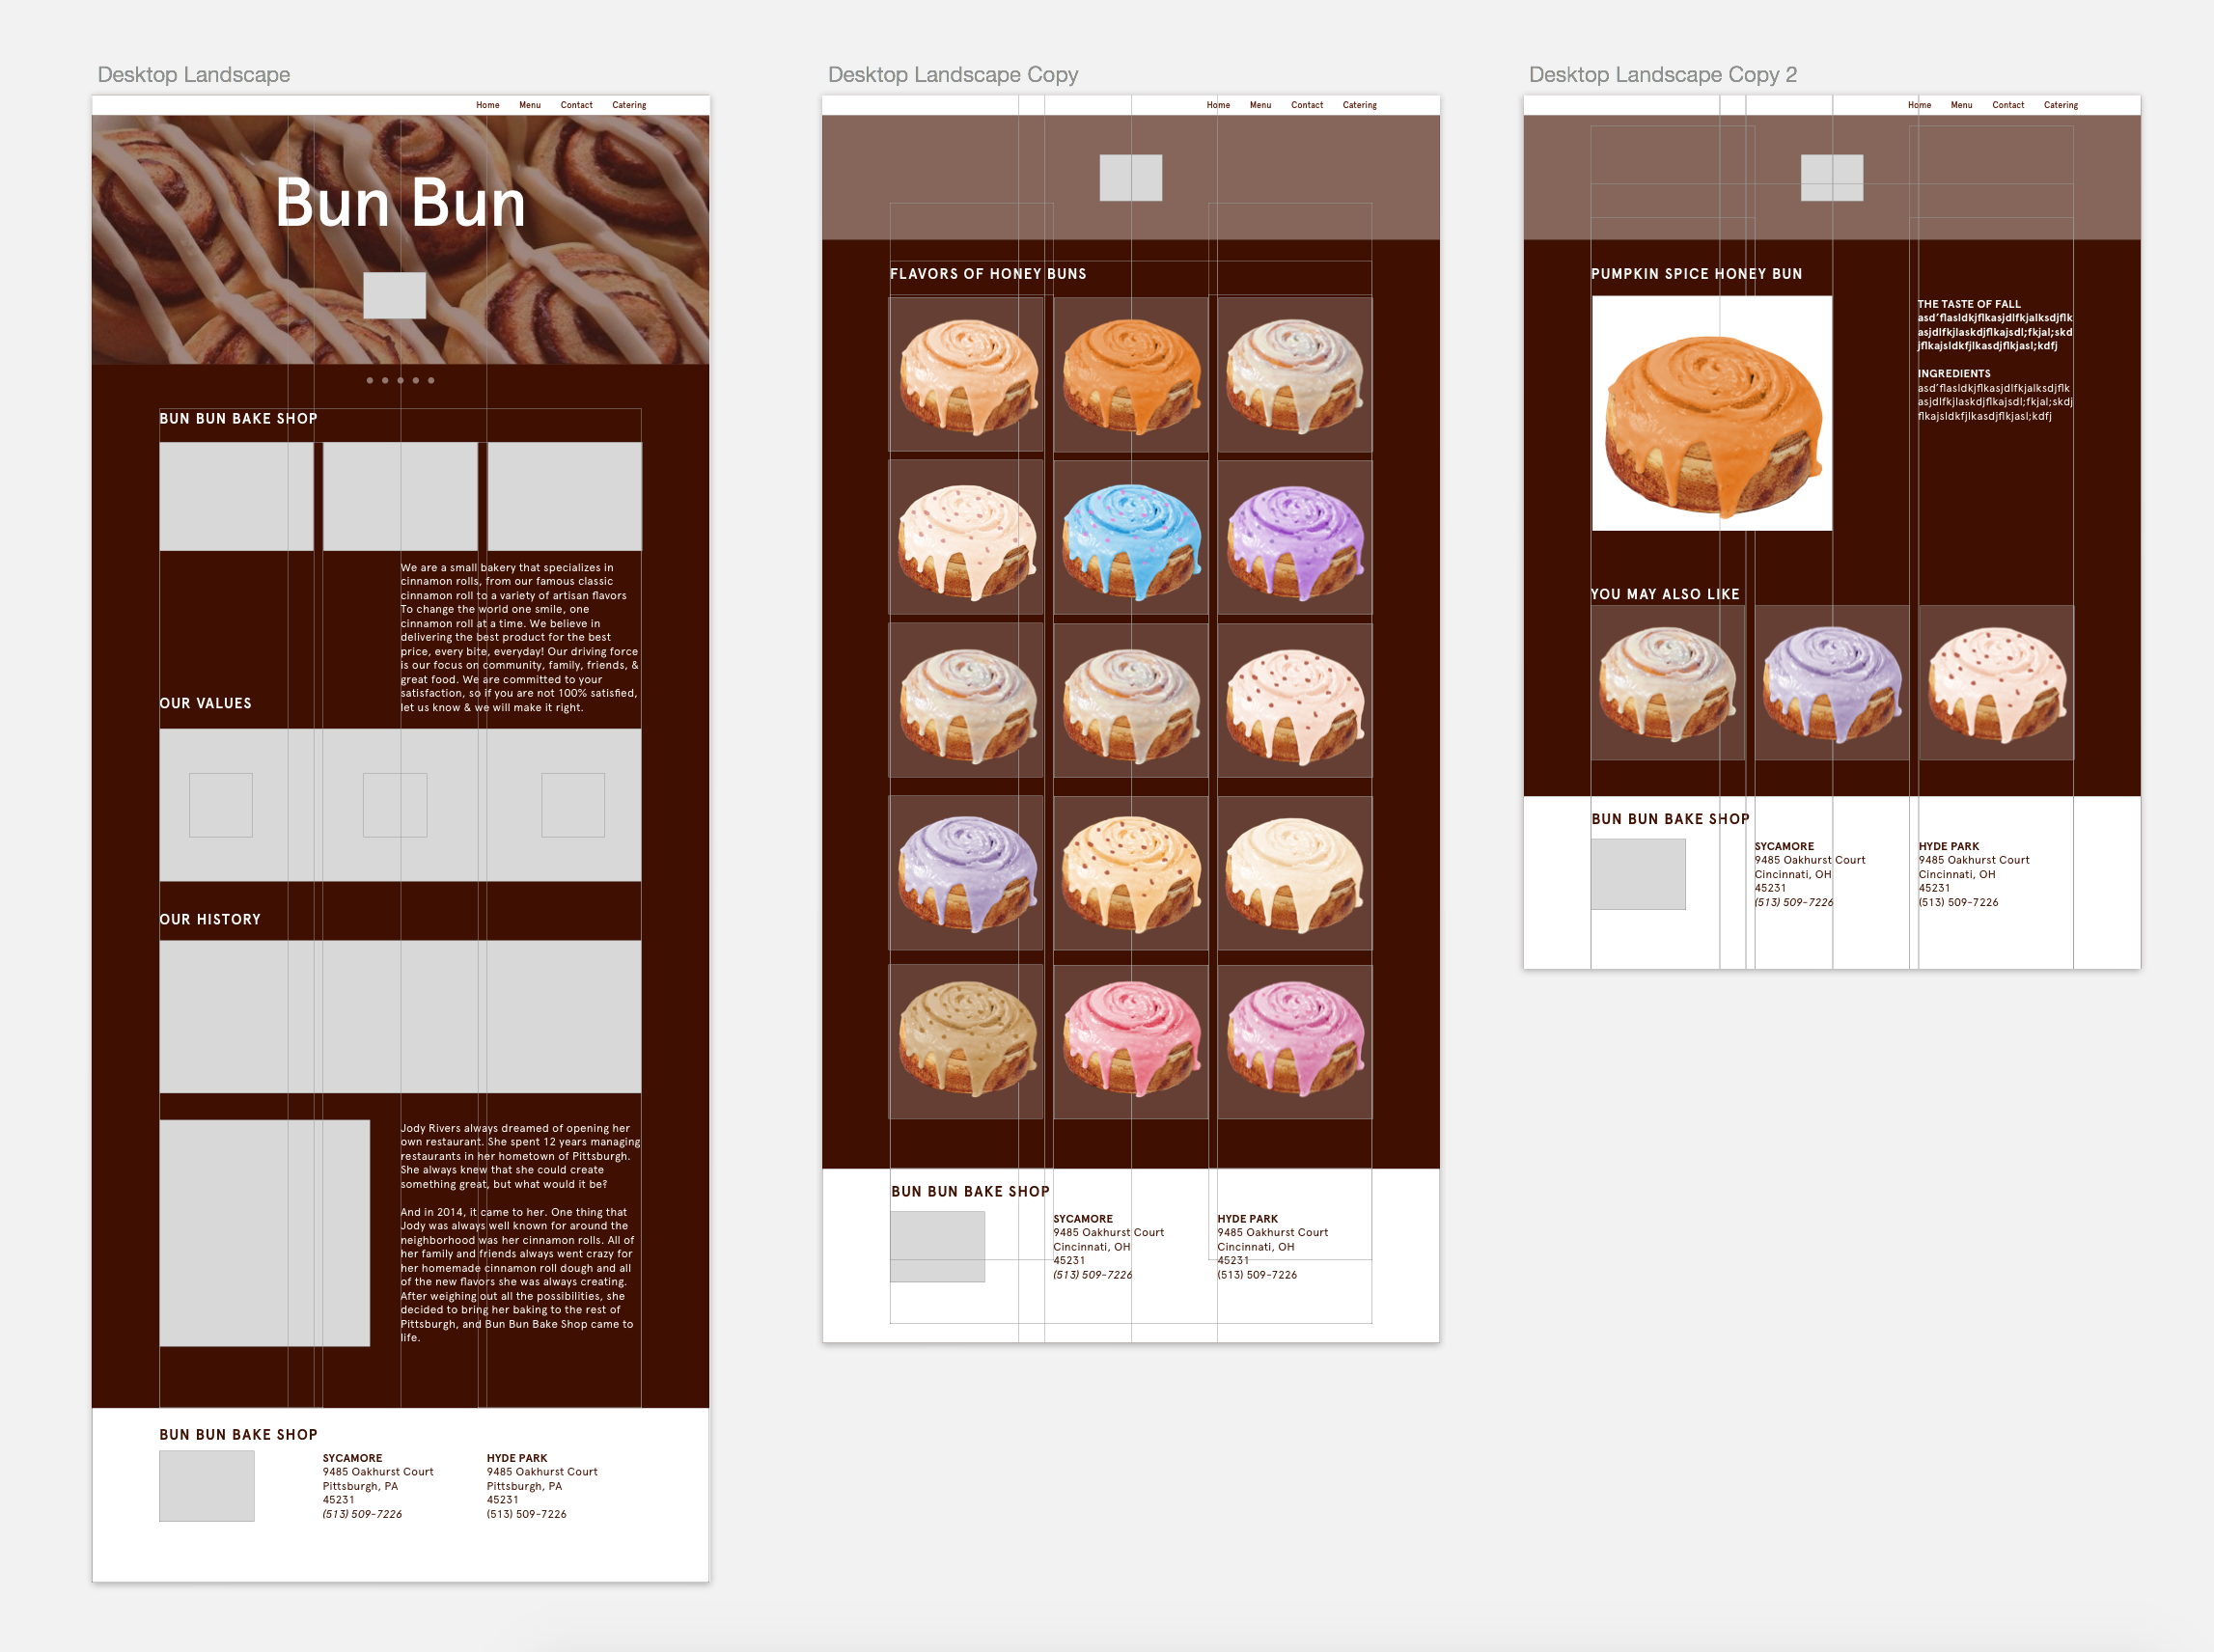 Desktop Landscape
Home Menu Contact Catering
Bun Bun
BUN BUN BAKE SHOP
We are a small bakery that specializes in
cinnamon rolls, from our famous classic
cinnamon roll to a variety of artisan flavors
To change the world one smile, one
cinnamon roll at a time. We believe in
delivering the best product for the best
price, every bite, everyday! Our driving force
is our focus on community, family, friends, &
great food. We are committed to your
satisfaction, so if you are not 100% satisfied,
let us know & we will make it right.
OUR VALUES
OUR HISTORY
Jody Rivers always dreamed of opening her
own restaurant. She spent 12 years managing
restaurants in her hometown of Pittsburgh.
She always knew that she could create
something great, but what would it be?
And in 2014, it came to her. One thing that
Jody was always well known for around the
neighborhood was her cinnamon rolls. All of
her family and friends always went crazy for
her homemade cinnamon roll dough and all
of the new flavors she was always creating.
After weighing out all the possibilities, she
decided to bring her baking to the rest of
Pittsburgh, and Bun Bun Bake Shop came to
life.
BUN BUN BAKE SHOP
SYCAMORE
9485 Oakhurst Court
Pittsburgh, PA
45231
(513) 509-7226
HYDE PARK
9485 Oakhurst Court
Pittsburgh, PA
45231
(513) 509-7226
Desktop Landscape Copy
Home Menu Contact Catering
FLAVORS OF HONEY BUNS
BUN BUN BAKE SHOP
SYCAMORE
9485 Oakhurst Court
Cincinnati, OH
45231
(513) 509-7226
HYDE PARK
9485 Oakhurst Court
Cincinnati, OH
45231
(513) 509-7226
Desktop Landscape Copy 2
Home Menu Contact Catering
PUMPKIN SPICE HONEY BUN
THE TASTE OF FALL
asd'flasldkjflkasjdlfkjalksdjflk
asjdlfkjlaskdjflkajsdl;fkjal;skd
jflkajsldkfjlkasdjflkjasl;kdfj
INGREDIENTS
asd'flasldkjflkasjdlfkjalksdjflk
asjdlfkjlaskdjflkajsdl;fkjal;skdj
flkajsldkfjlkasdjflkjasl;kdfj
YOU MAY ALSO LIKE
BUN BUN BAKE SHOP
SYCAMORE
9485 Oakhurst Court
Cincinnati, OH
45231
(513) 509-7226
HYDE PARK
9485 Oakhurst Court
Cincinnati, OH
45231
(513) 509-7226